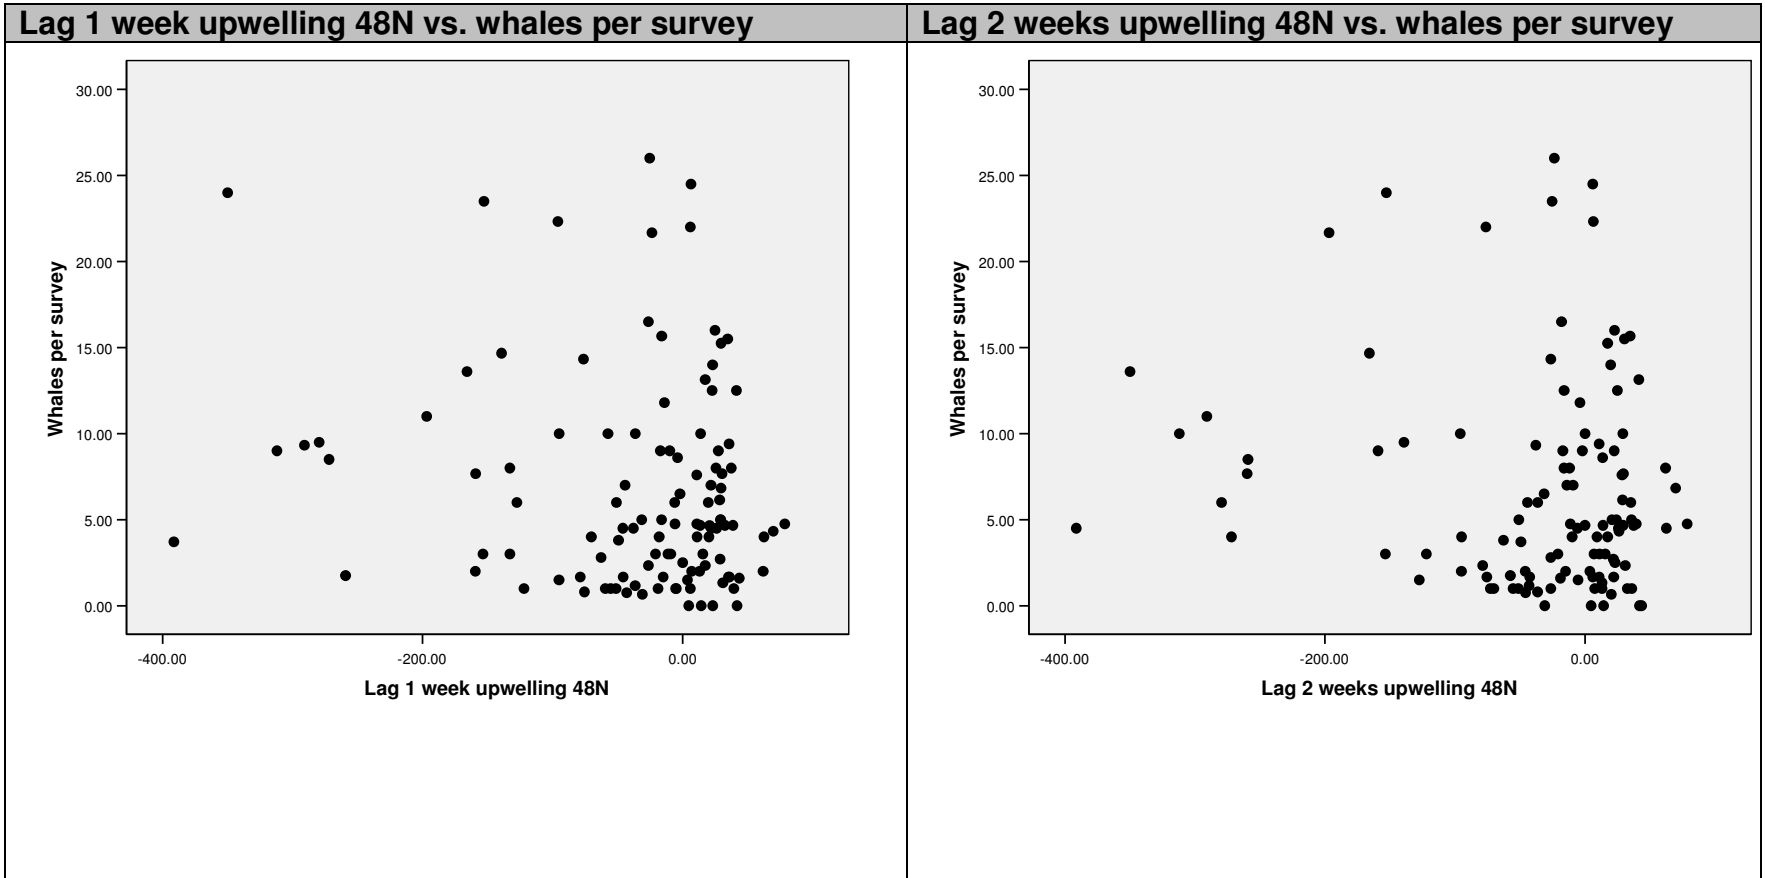 Lag 1 week upwelling 48N vs. whales per survey
30.00
25.00
20.00
15.00
10.00
5.00
0.00
Whales per survey
-400.00 -200.00 0.00
Lag 1 week upwelling 48N
Lag 2 weeks upwelling 48N vs. whales per survey
30.00
25.00
20.00
15.00
10.00
5.00
0.00
Whales per survey
-400.00 -200.00 0.00
Lag 2 weeks upwelling 48N